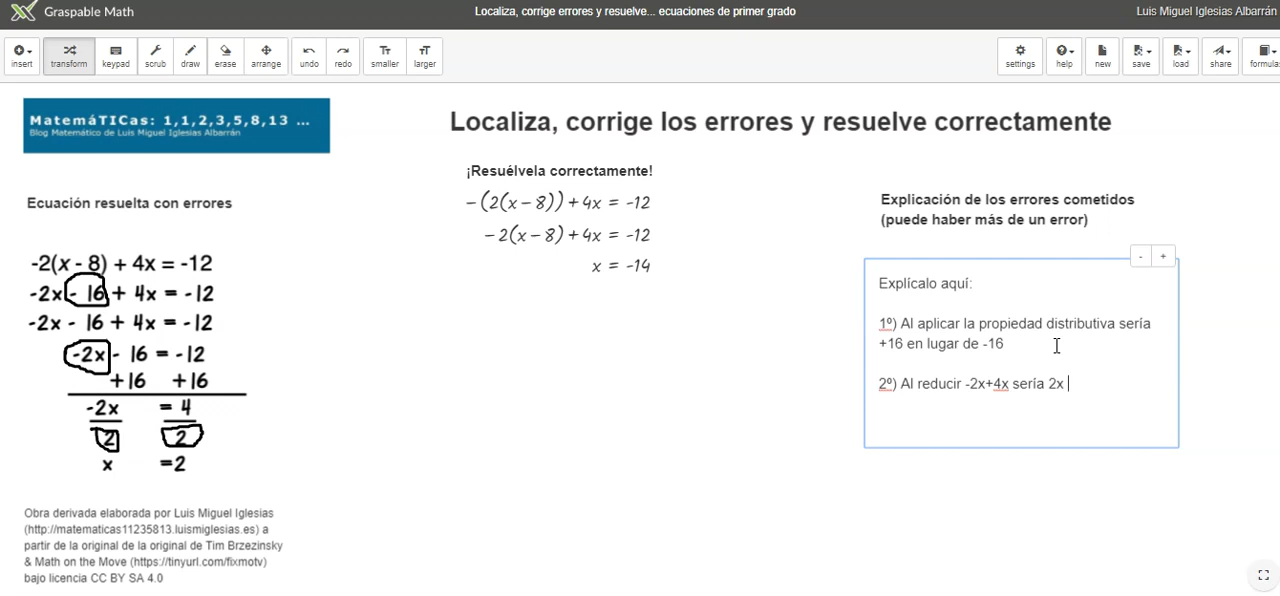 Graspable Math
Localiza, corrige errores y resuelve... ecuaciones de primer grado
Luis Miguel Iglesias Albarrán
insert transform keypad scrub draw erase arrange undo redo smaller larger settings help new save load share formulas
MatemáTICas: 1,1,2,3,5,8,13 ...
Blog Matemático de Luis Miguel Iglesias Albarrán
Localiza, corrige los errores y resuelve correctamente
Ecuación resuelta con errores
-2(x - 8) + 4x = -12
-2x - 16 + 4x = -12
-2x - 16 + 4x = -12
-2x - 16 = -12
+16 +16
-2x = 4
2 2
x =2
¡Resuélvela correctamente!
-(2(x-8))+4x = -12
-2(x-8)+4x = -12
x = -14
Explicación de los errores cometidos
(puede haber más de un error)
- +
Explícalo aquí:
1º) Al aplicar la propiedad distributiva sería
+16 en lugar de -16
2º) Al reducir -2x+4x sería 2x
Obra derivada elaborada por Luis Miguel Iglesias
(http://matematicas11235813.luismiglesias.es) a
partir de la original de la original de Tim Brzezinsky
& Math on the Move (https://tinyurl.com/fixmotv)
bajo licencia CC BY SA 4.0